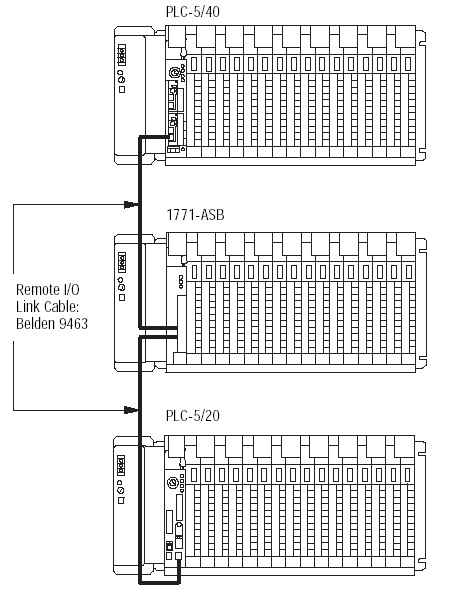 PLC-5/40
1771-ASB
Remote I/O
Link Cable:
Belden 9463
PLC-5/20